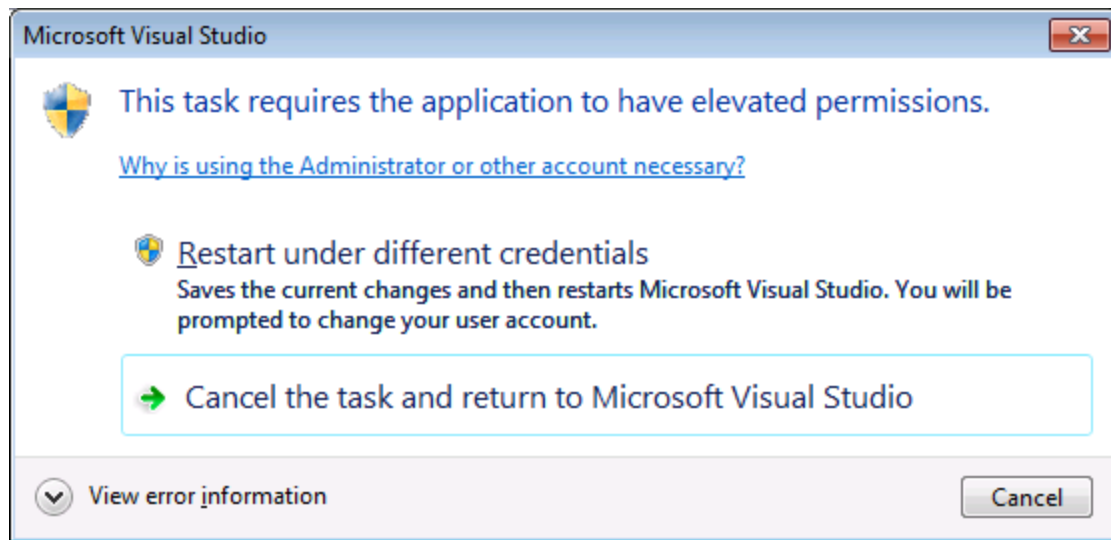 Microsoft Visual Studio
This task requires the application to have elevated permissions.
Why is using the Administrator or other account necessary?
Restart under different credentials
Saves the current changes and then restarts Microsoft Visual Studio. You will be
prompted to change your user account.
Cancel the task and return to Microsoft Visual Studio
View error information
Cancel